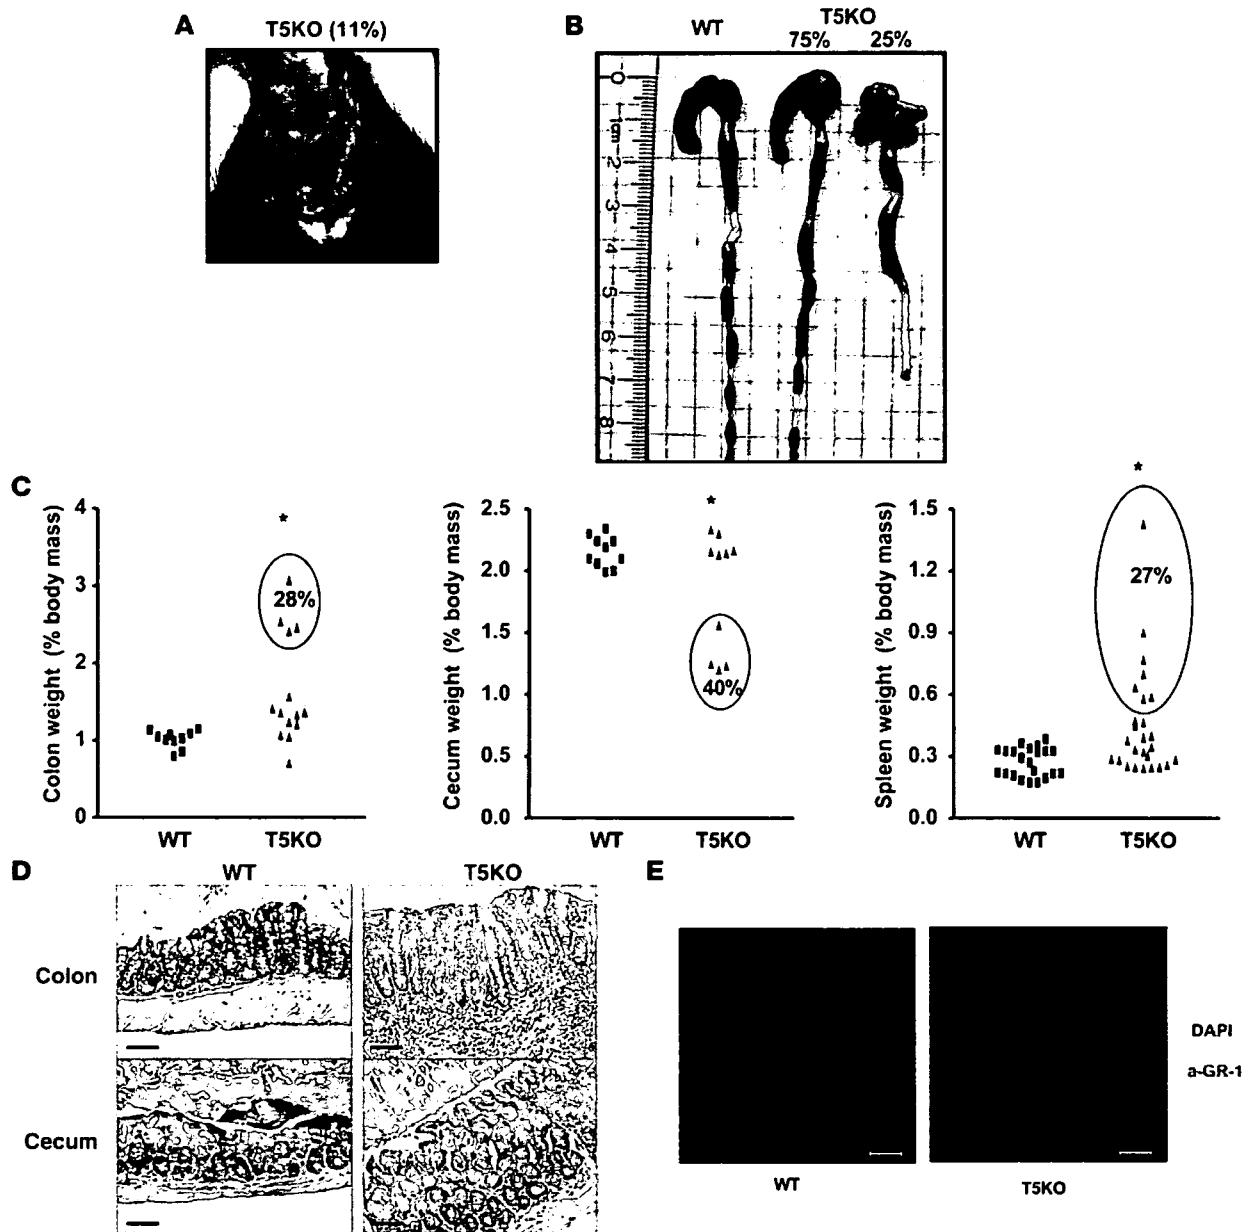 A
T5KO (11%)
B
WT
T5KO
75% 25%
0
1cm
2
3
4
5
6
7
8
C
Colon weight (% body mass)
4
3
2
1
0
*
28%
WT T5KO
Cecum weight (% body mass)
2.5
2.0
1.5
1.0
0.5
0.0
*
40%
WT T5KO
Spleen weight (% body mass)
1.5
1.2
0.9
0.6
0.3
0.0
*
27%
WT T5KO
D
WT T5KO
Colon
Cecum
E
DAPI
a-GR-1
WT T5KO